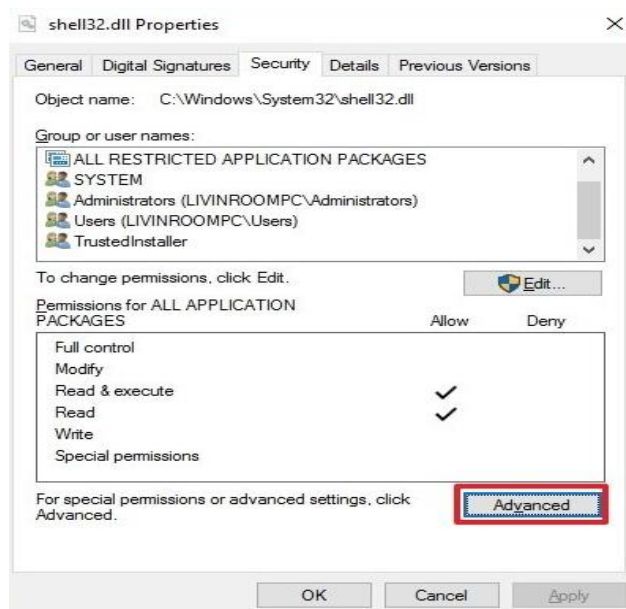 shell32.dll Properties
General Digital Signatures Security Details Previous Versions
Object name: C:\Windows\System32\shell32.dll
Group or user names:
ALL RESTRICTED APPLICATION PACKAGES
SYSTEM
Administrators (LIVINROOMPC\Administrators)
Users (LIVINROOMPC\Users)
TrustedInstaller
To change permissions, click Edit.
Edit...
Permissions for ALL APPLICATION
PACKAGES Allow Deny
Full control
Modify
Read & execute
Read
Write
Special permissions
For special permissions or advanced settings, click
Advanced.
Advanced
OK Cancel Apply